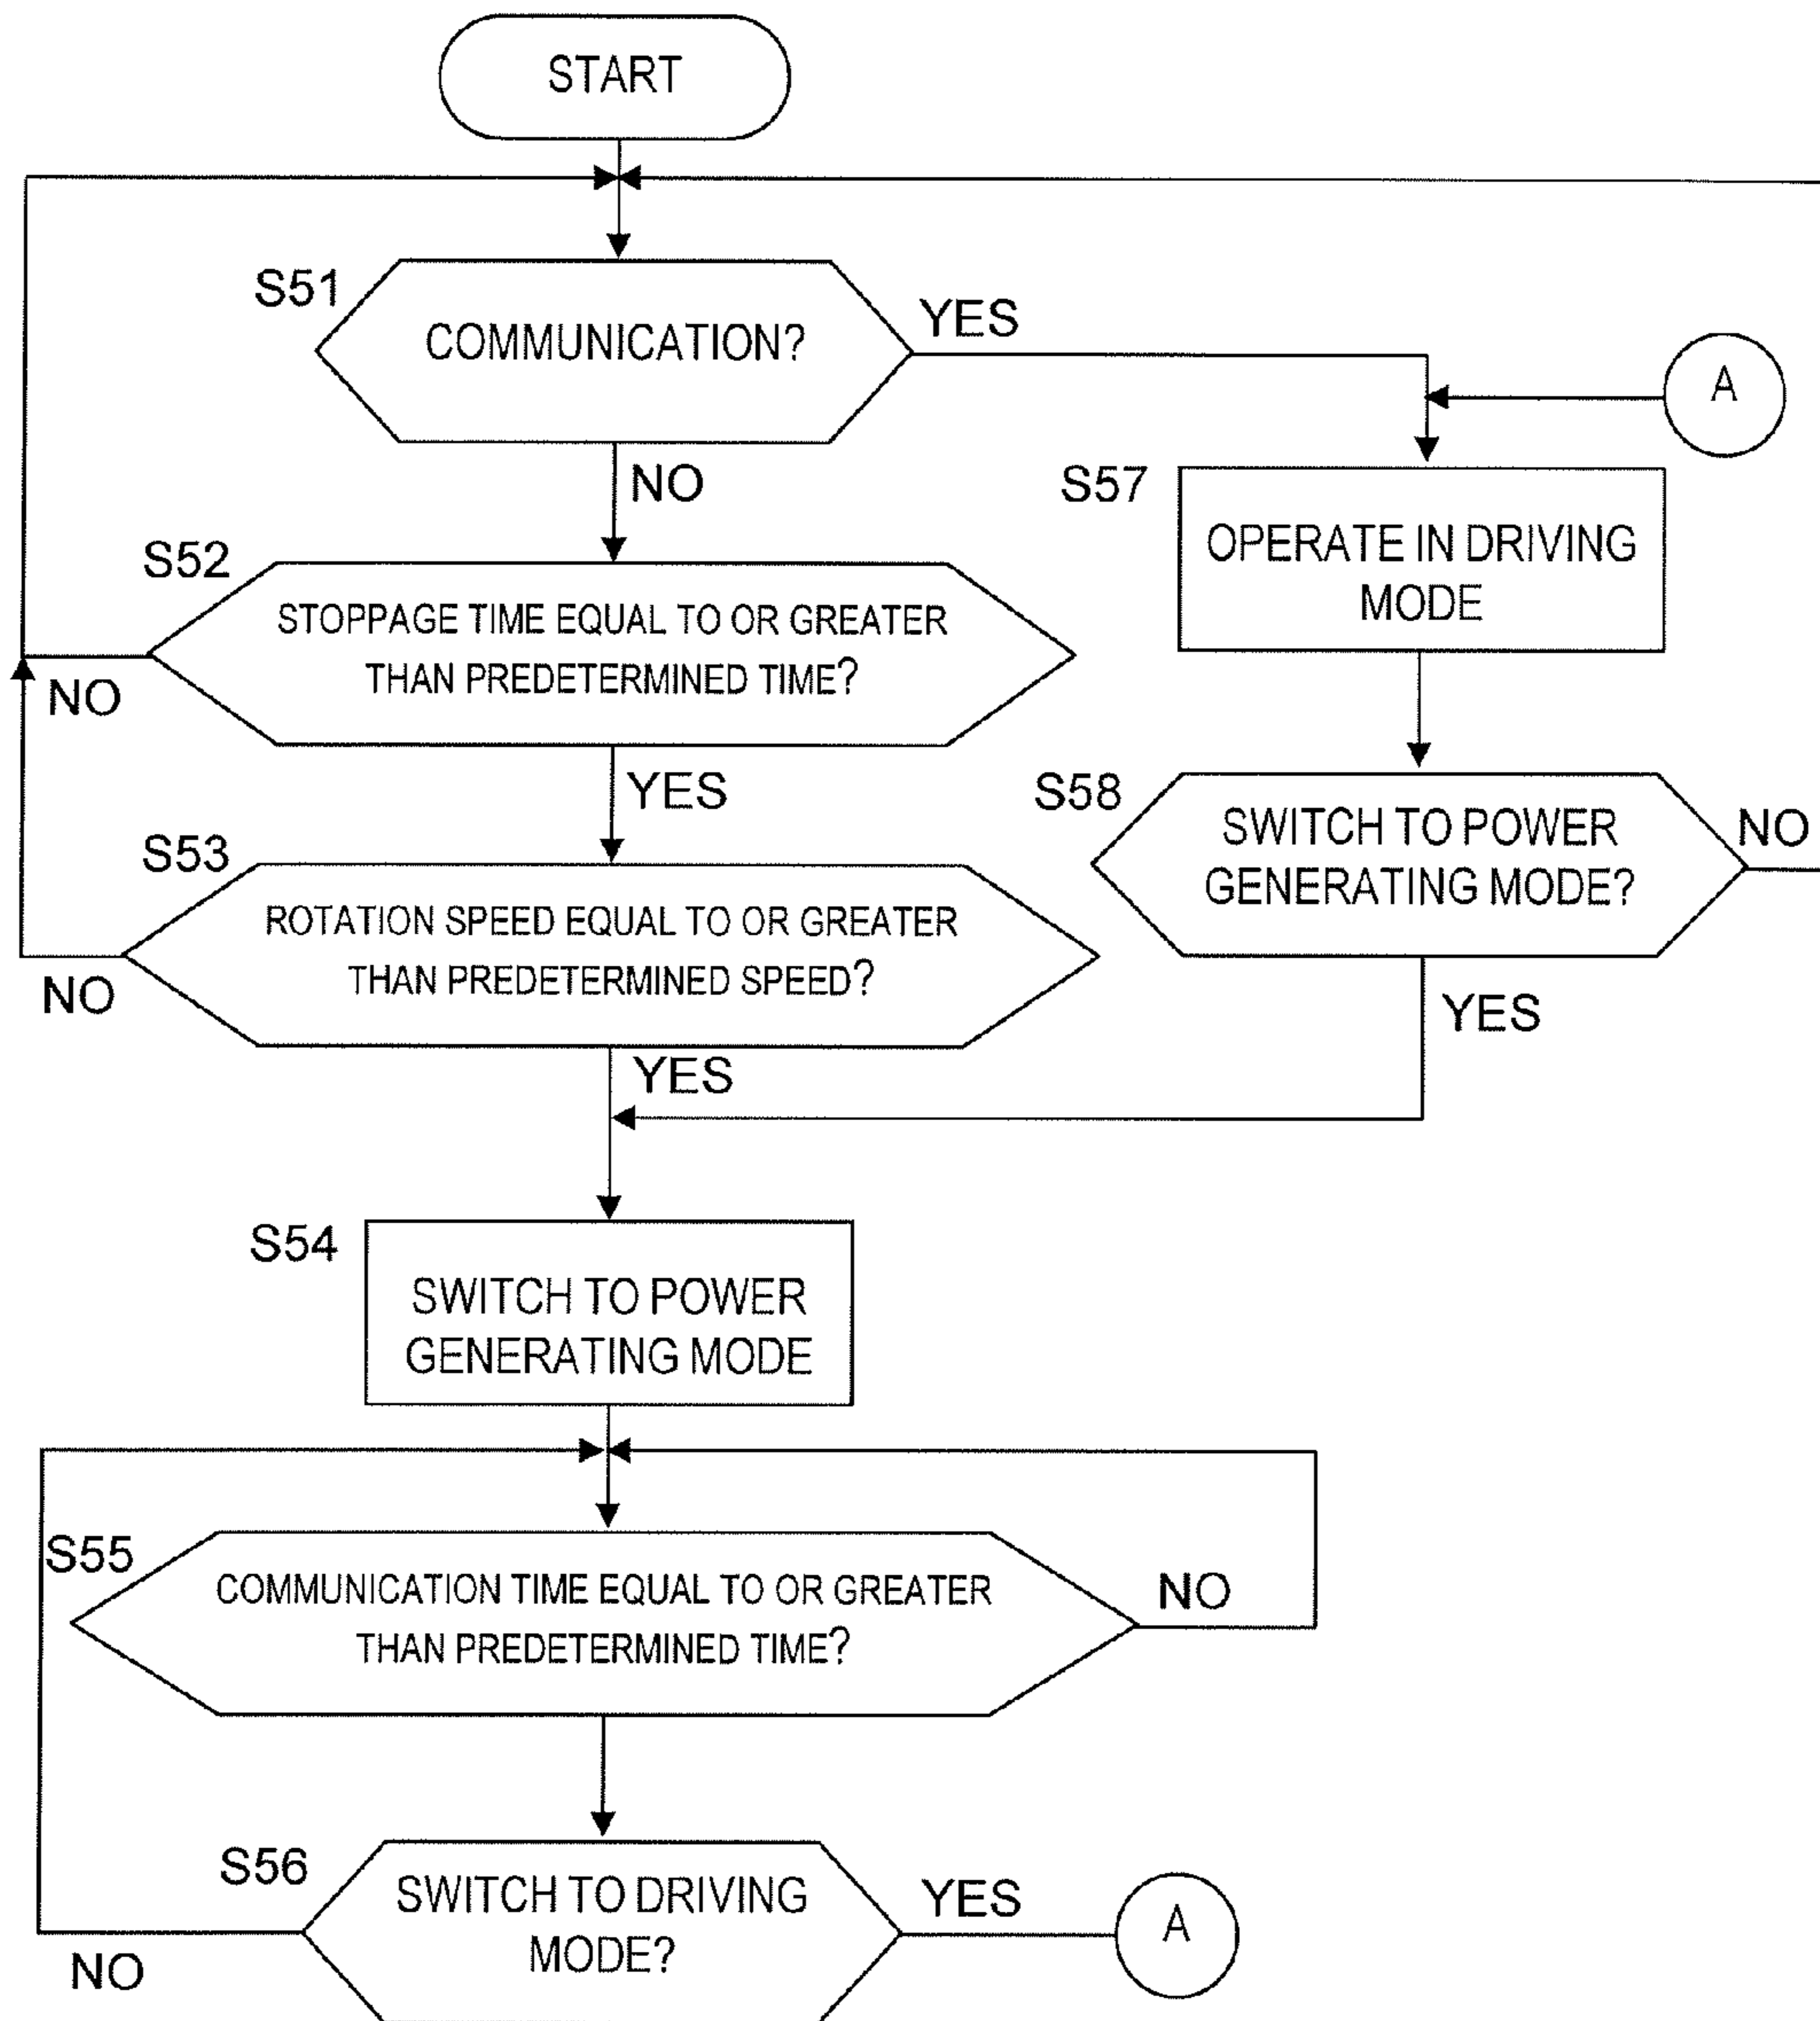 START
S51
COMMUNICATION?
YES
A
NO
S57
OPERATE IN DRIVING
MODE
S52
STOPPAGE TIME EQUAL TO OR GREATER
THAN PREDETERMINED TIME?
NO
YES
S58
SWITCH TO POWER
GENERATING MODE?
NO
YES
S53
ROTATION SPEED EQUAL TO OR GREATER
THAN PREDETERMINED SPEED?
NO
YES
S54
SWITCH TO POWER
GENERATING MODE
S55
COMMUNICATION TIME EQUAL TO OR GREATER
THAN PREDETERMINED TIME?
NO
S56
SWITCH TO DRIVING
MODE?
YES
A
NO